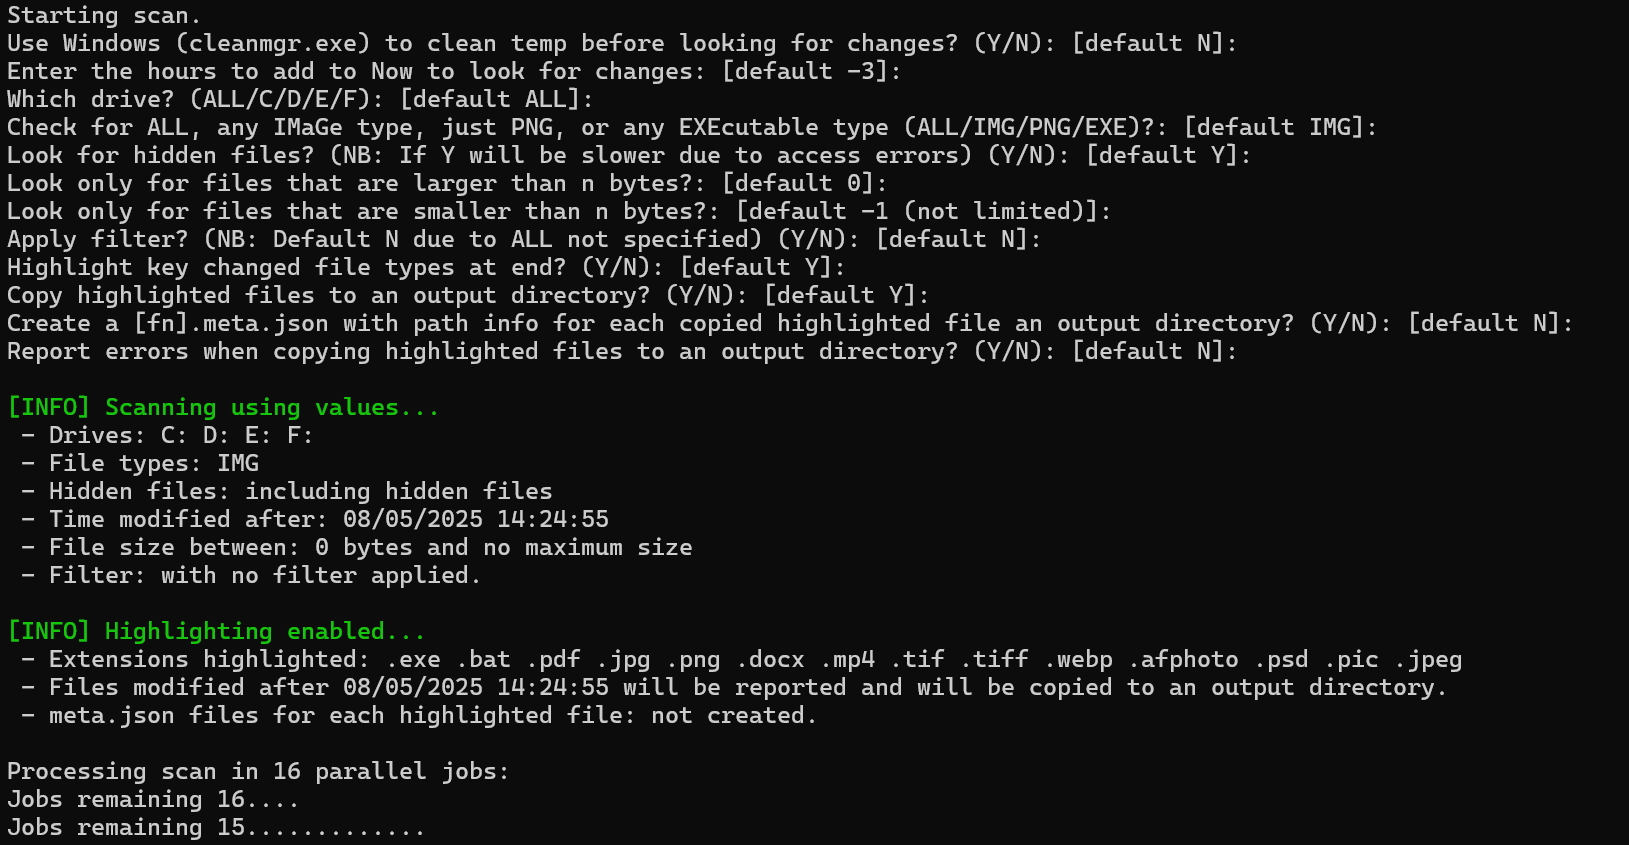 Starting scan.
Use Windows (cleanmgr.exe) to clean temp before looking for changes? (Y/N): [default N]:
Enter the hours to add to Now to look for changes: [default -3]:
Which drive? (ALL/C/D/E/F): [default ALL]:
Check for ALL, any IMaGe type, just PNG, or any EXEcutable type (ALL/IMG/PNG/EXE)?: [default IMG]:
Look for hidden files? (NB: If Y will be slower due to access errors) (Y/N): [default Y]:
Look only for files that are larger than n bytes?: [default 0]:
Look only for files that are smaller than n bytes?: [default -1 (not limited)]:
Apply filter? (NB: Default N due to ALL not specified) (Y/N): [default N]:
Highlight key changed file types at end? (Y/N): [default Y]:
Copy highlighted files to an output directory? (Y/N): [default Y]:
Create a [fn].meta.json with path info for each copied highlighted file an output directory? (Y/N): [default N]:
Report errors when copying highlighted files to an output directory? (Y/N): [default N]:
[INFO] Scanning using values...
- Drives: C: D: E: F:
- File types: IMG
- Hidden files: including hidden files
- Time modified after: 08/05/2025 14:24:55
- File size between: 0 bytes and no maximum size
- Filter: with no filter applied.
[INFO] Highlighting enabled...
- Extensions highlighted: .exe .bat .pdf .jpg .png .docx .mp4 .tif .tiff .webp .afphoto .psd .pic .jpeg
- Files modified after 08/05/2025 14:24:55 will be reported and will be copied to an output directory.
- meta.json files for each highlighted file: not created.
Processing scan in 16 parallel jobs:
Jobs remaining 16....
Jobs remaining 15.............